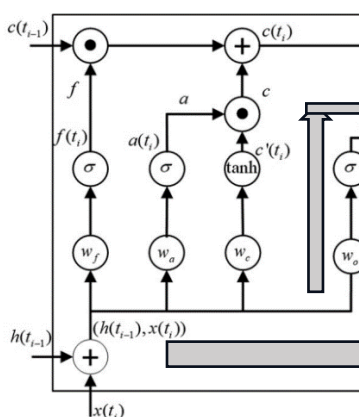 c(t_{i-1}) ⊙ + c(t_i)
f a c
⊙
f(t_i) a(t_i) c'(t_i)
σ σ tanh σ
w_f w_a w_c w_o
(h(t_{i-1}), x(t_i))
h(t_{i-1})
+
x(t_i)